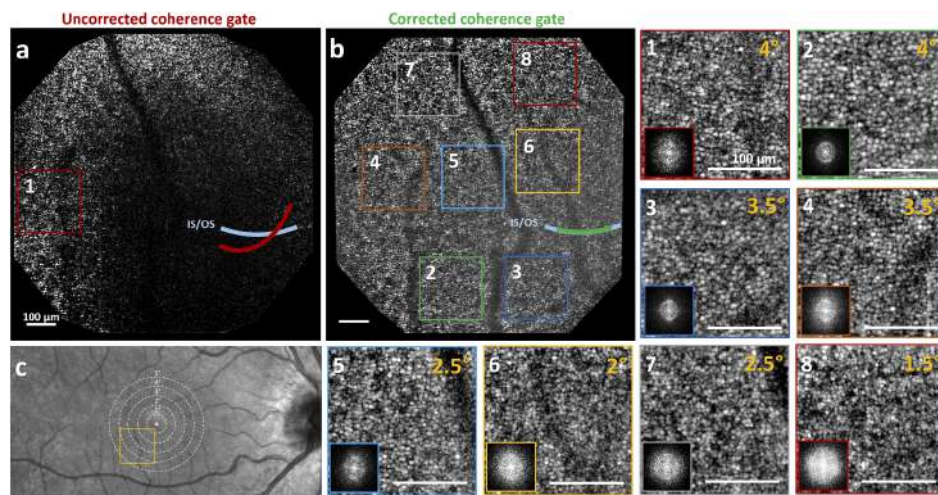 Uncorrected coherence gate
Corrected coherence gate
a
1
IS/OS
100 μm
b
7
8
4
5
6
IS/OS
2
3
1
4°
100 μm
2
4°
3
3.5°
4
3.5°
c
5
2.5°
6
2°
7
2.5°
8
1.5°